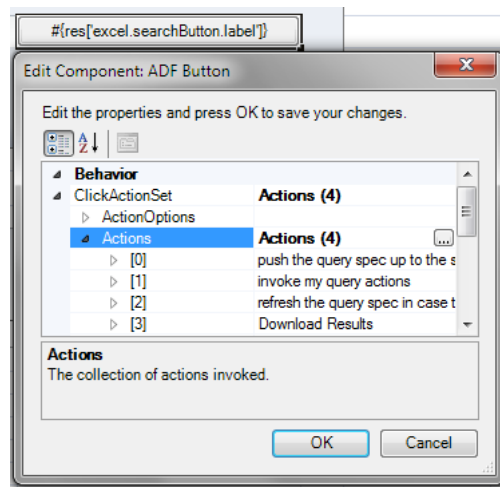 #{res['excel.searchButton.label']}
Edit Component: ADF Button
Edit the properties and press OK to save your changes.
Behavior
ClickActionSet Actions (4)
ActionOptions
Actions Actions (4) ...
[0] push the query spec up to the s
[1] invoke my query actions
[2] refresh the query spec in case t
[3] Download Results
Actions
The collection of actions invoked.
OK Cancel